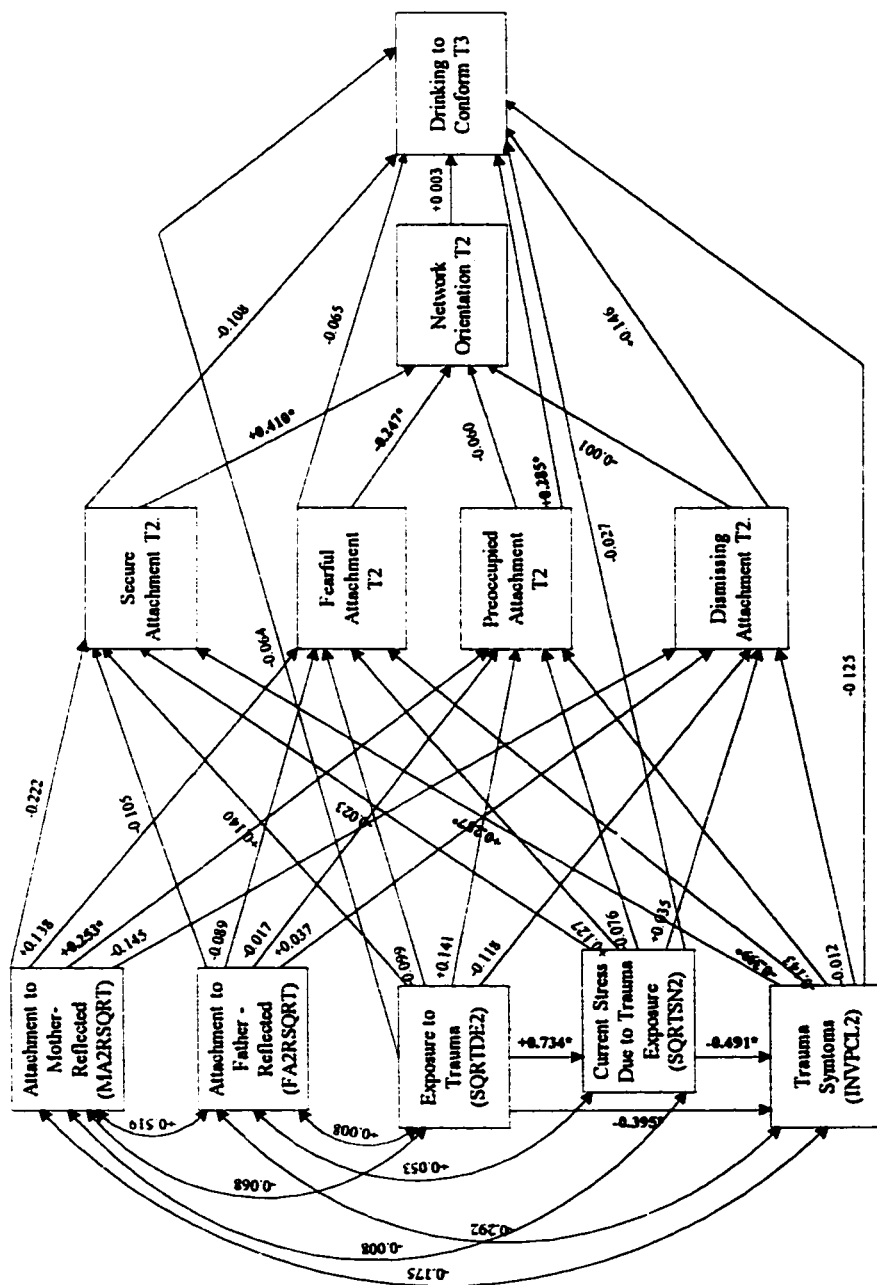 Attachment to
Mother-
Reflected
(MA2RSQRT)
Attachment to
Father -
Reflected
(FA2RSQRT)
Exposure to
Trauma
(SQRTDE2)
Current Stress
Due to Trauma
Exposure
(SQRTSN2)
Trauma
Symtoms
(INVPCL2)
Secure
Attachment T2.
Fearful
Attachment
T2
Preoccupied
Attachment
T2
Dismissing
Attachment T2.
Network
Orientation T2
Drinking to
Conform T3
+0.519
+0.008
-0.068
+0.053
-0.292
-0.008
-0.175
+0.734*
-0.491*
-0.395*
-0.222
+0.138
+0.253*
-0.145
-0.105
-0.089
-0.017
+0.037
-0.064
+0.140
-0.099
+0.141
-0.118
+0.023
+0.035
+0.257*
-0.012
+0.410*
-0.247*
-0.060
-0.001
-0.108
-0.065
+0.003
+0.285*
-0.027
-0.125